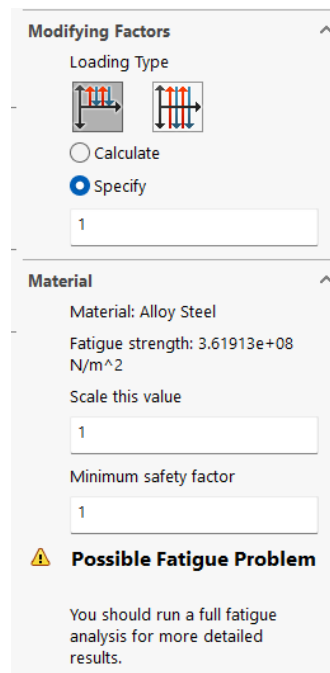 Modifying Factors
Loading Type
Calculate
Specify
1
Material
Material: Alloy Steel
Fatigue strength: 3.61913e+08
N/m^2
Scale this value
1
Minimum safety factor
1
Possible Fatigue Problem
You should run a full fatigue
analysis for more detailed
results.